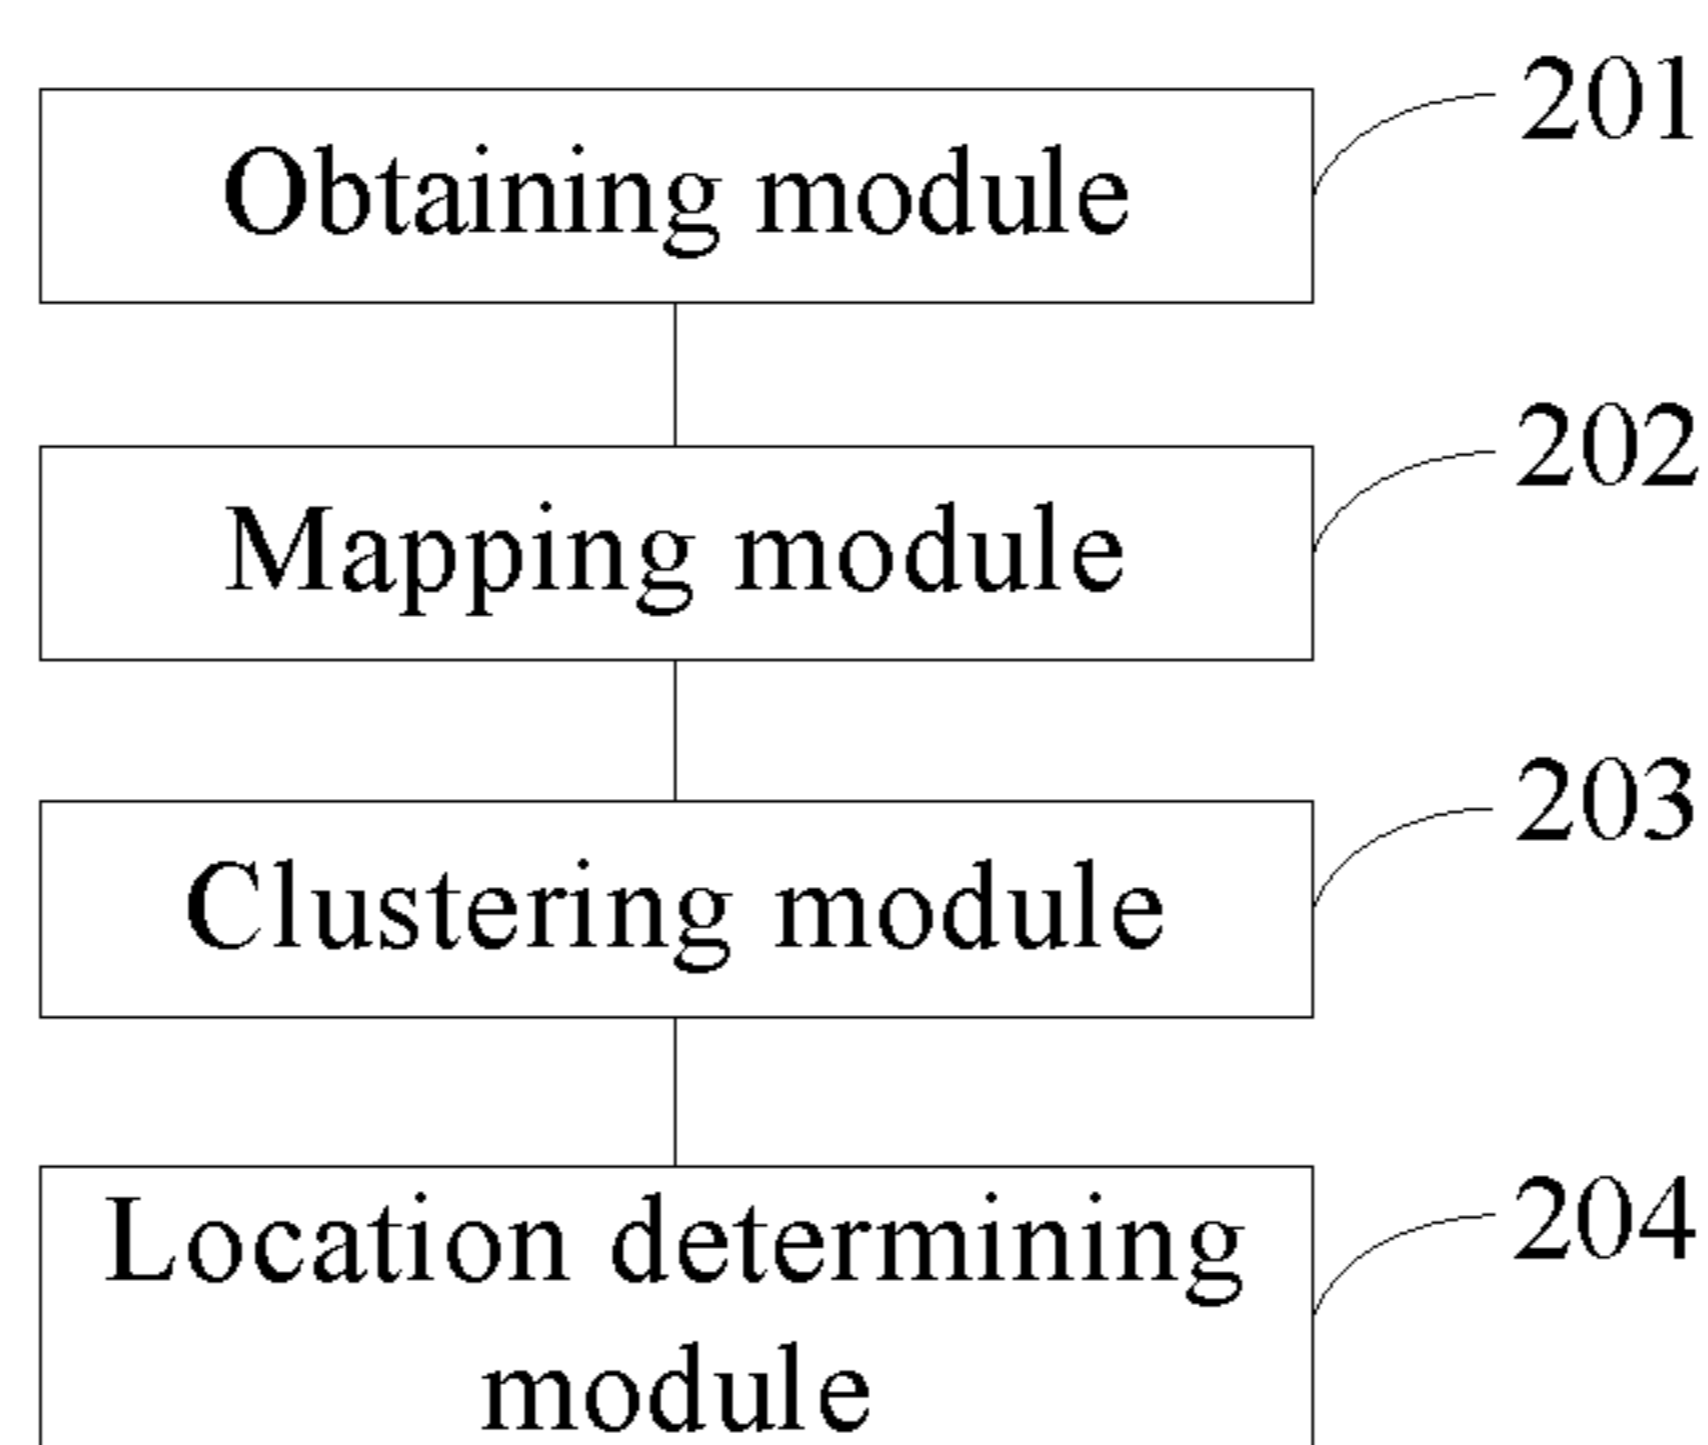 Obtaining module 201
Mapping module 202
Clustering module 203
Location determining 204
module